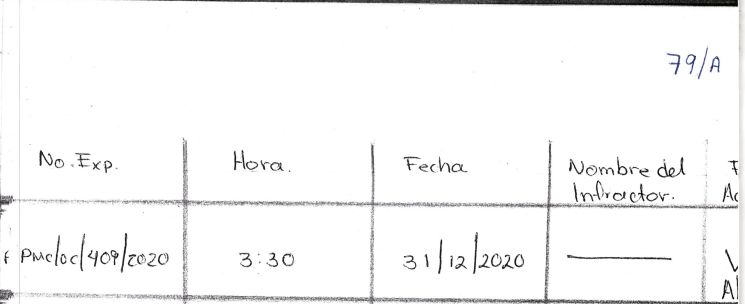 79/A
No. Exp.
Hora.
Fecha
Nombre del
Infractor.
PMC/OC/409/2020
3:30
31/12/2020